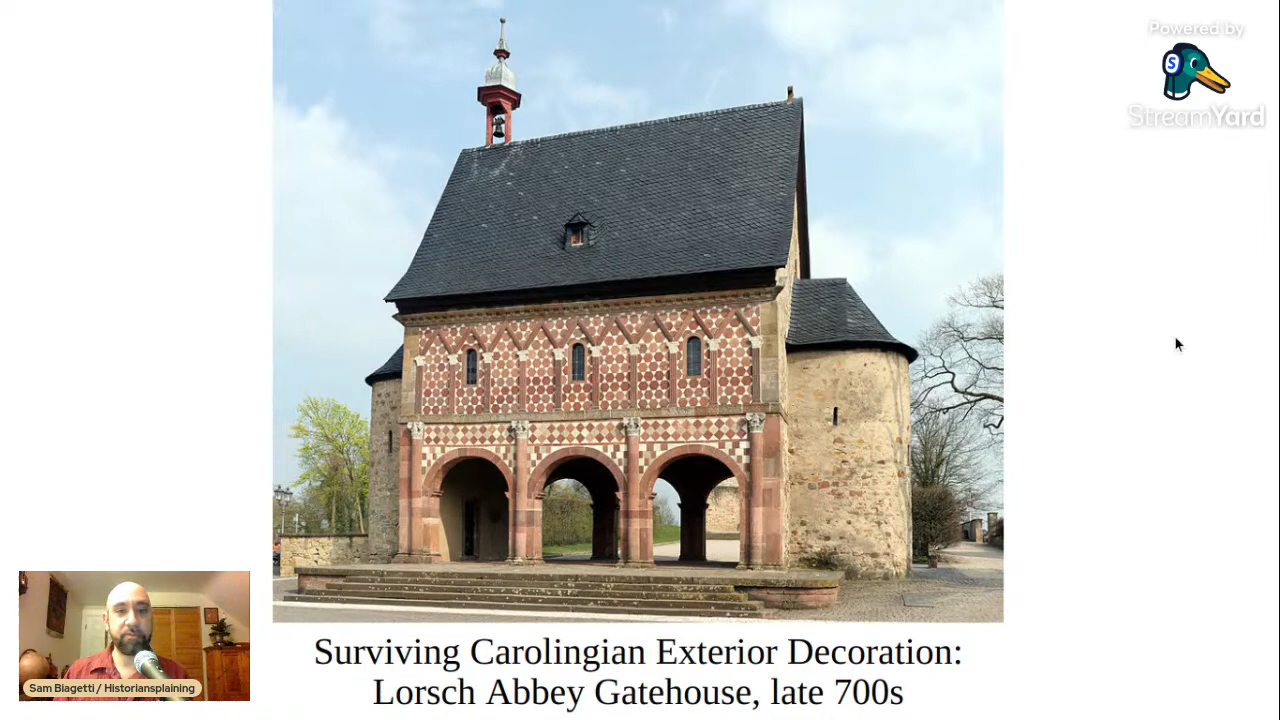 Powered by
StreamYard
S
Sam Biagetti / Historiansplaining
Surviving Carolingian Exterior Decoration:
Lorsch Abbey Gatehouse, late 700s